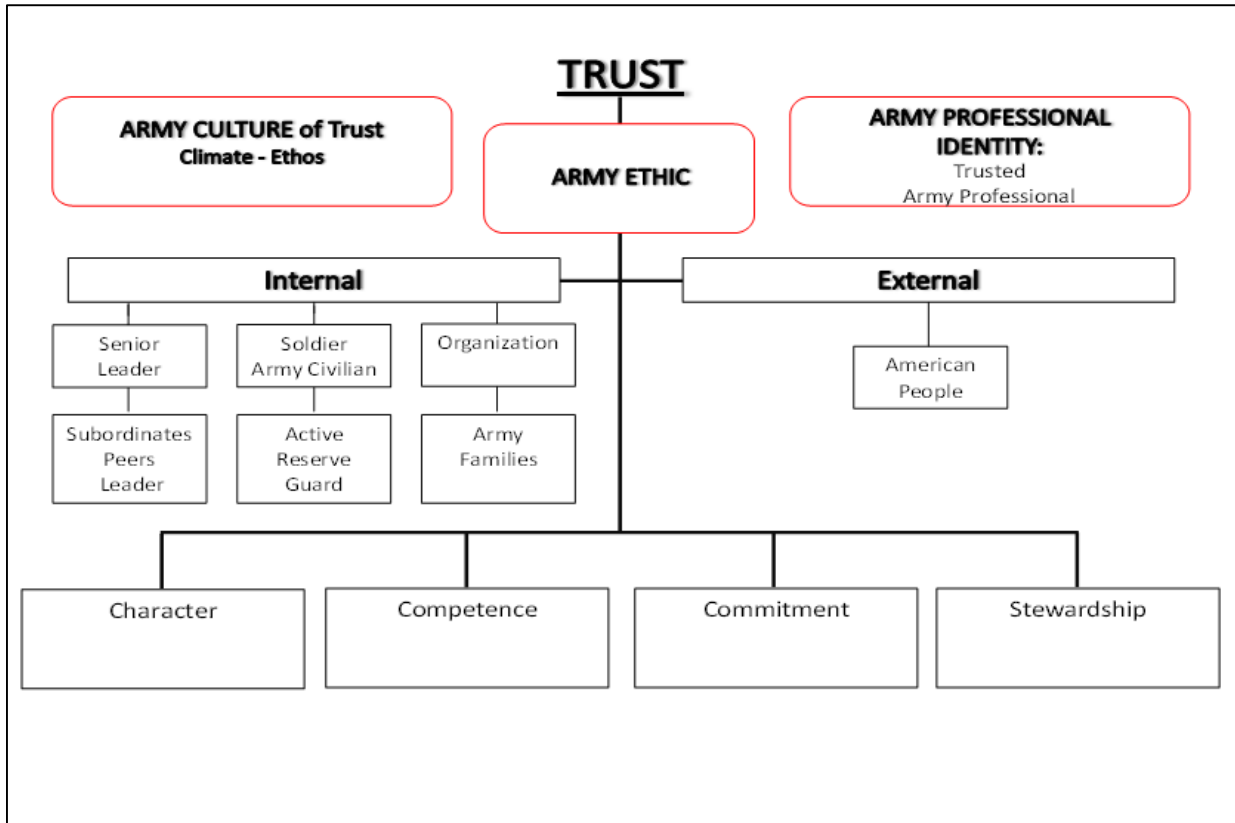 TRUST
ARMY CULTURE of Trust
Climate - Ethos
ARMY ETHIC
ARMY PROFESSIONAL
IDENTITY:
Trusted
Army Professional
Internal
External
Senior
Leader
Soldier
Army Civilian
Organization
American
People
Subordinates
Peers
Leader
Active
Reserve
Guard
Army
Families
Character
Competence
Commitment
Stewardship